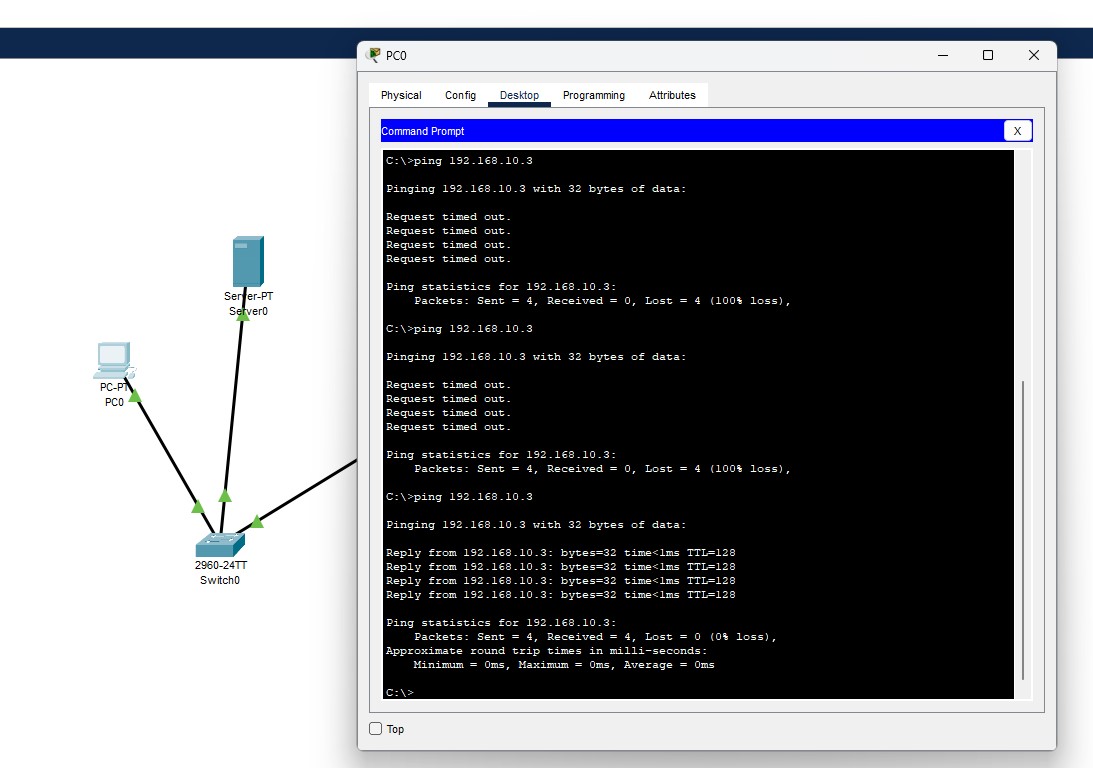 PC0
Physical Config Desktop Programming Attributes
Command Prompt
X
C:\>ping 192.168.10.3
Pinging 192.168.10.3 with 32 bytes of data:
Request timed out.
Request timed out.
Request timed out.
Request timed out.
Ping statistics for 192.168.10.3:
Packets: Sent = 4, Received = 0, Lost = 4 (100% loss),
C:\>ping 192.168.10.3
Pinging 192.168.10.3 with 32 bytes of data:
Request timed out.
Request timed out.
Request timed out.
Request timed out.
Ping statistics for 192.168.10.3:
Packets: Sent = 4, Received = 0, Lost = 4 (100% loss),
C:\>ping 192.168.10.3
Pinging 192.168.10.3 with 32 bytes of data:
Reply from 192.168.10.3: bytes=32 time<1ms TTL=128
Reply from 192.168.10.3: bytes=32 time<1ms TTL=128
Reply from 192.168.10.3: bytes=32 time<1ms TTL=128
Reply from 192.168.10.3: bytes=32 time<1ms TTL=128
Ping statistics for 192.168.10.3:
Packets: Sent = 4, Received = 4, Lost = 0 (0% loss),
Approximate round trip times in milli-seconds:
Minimum = 0ms, Maximum = 0ms, Average = 0ms
C:\>
Top
Server-PT
Server0
PC-PT
PC0
2960-24TT
Switch0